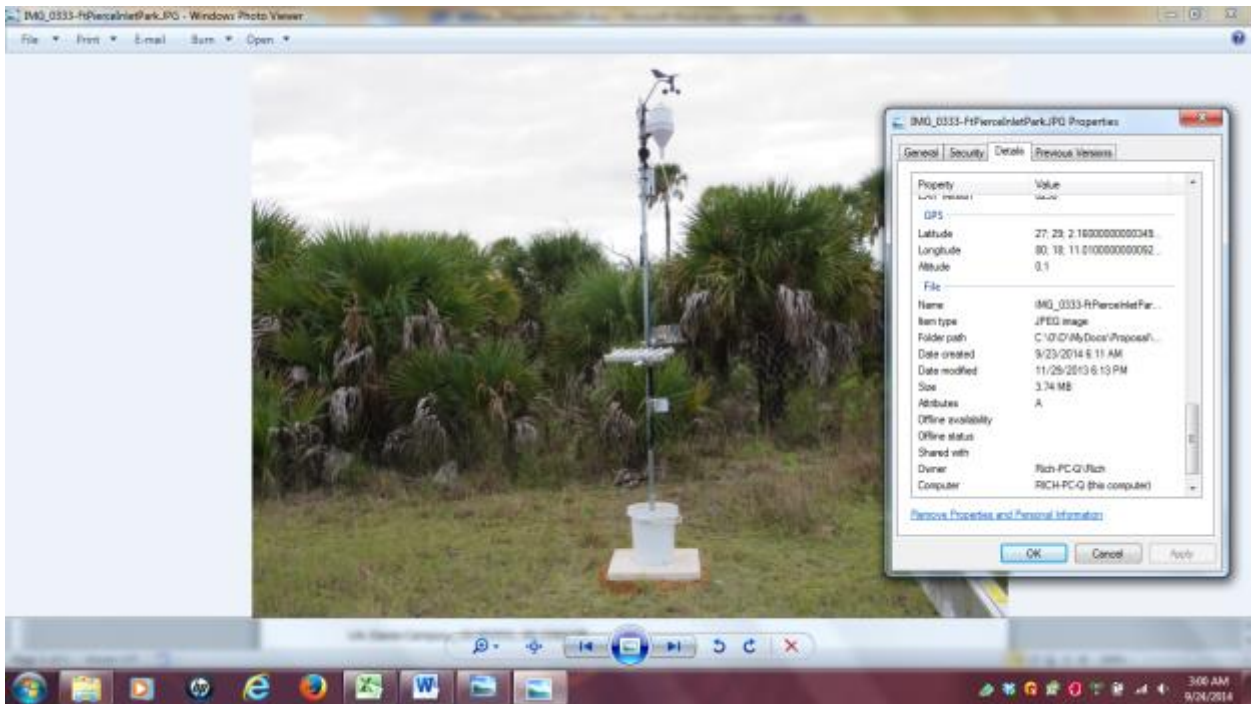 IMG_0333-FtPierceInletPark.JPG - Windows Photo Viewer
File Print E-mail Burn Open
IMG_0333-FtPierceInletPark.JPG Properties
General Security Details Previous Versions
Property Value
GPS
Latitude 27; 29; 2.16000000000349...
Longitude 80; 18; 11.0100000000092...
Altitude 0.1
File
Name IMG_0333-FtPierceInletPar...
Item type JPEG image
Folder path C:\0\O\MyDocs\Proposal\...
Date created 9/23/2014 6:11 AM
Date modified 11/29/2013 6:13 PM
Size 3.74 MB
Attributes A
Offline availability
Offline status
Shared with
Owner Rich-PC-Q\Rich
Computer RICH-PC-Q (this computer)
Remove Properties and Personal Information
OK Cancel Apply
3:00 AM
9/24/2014